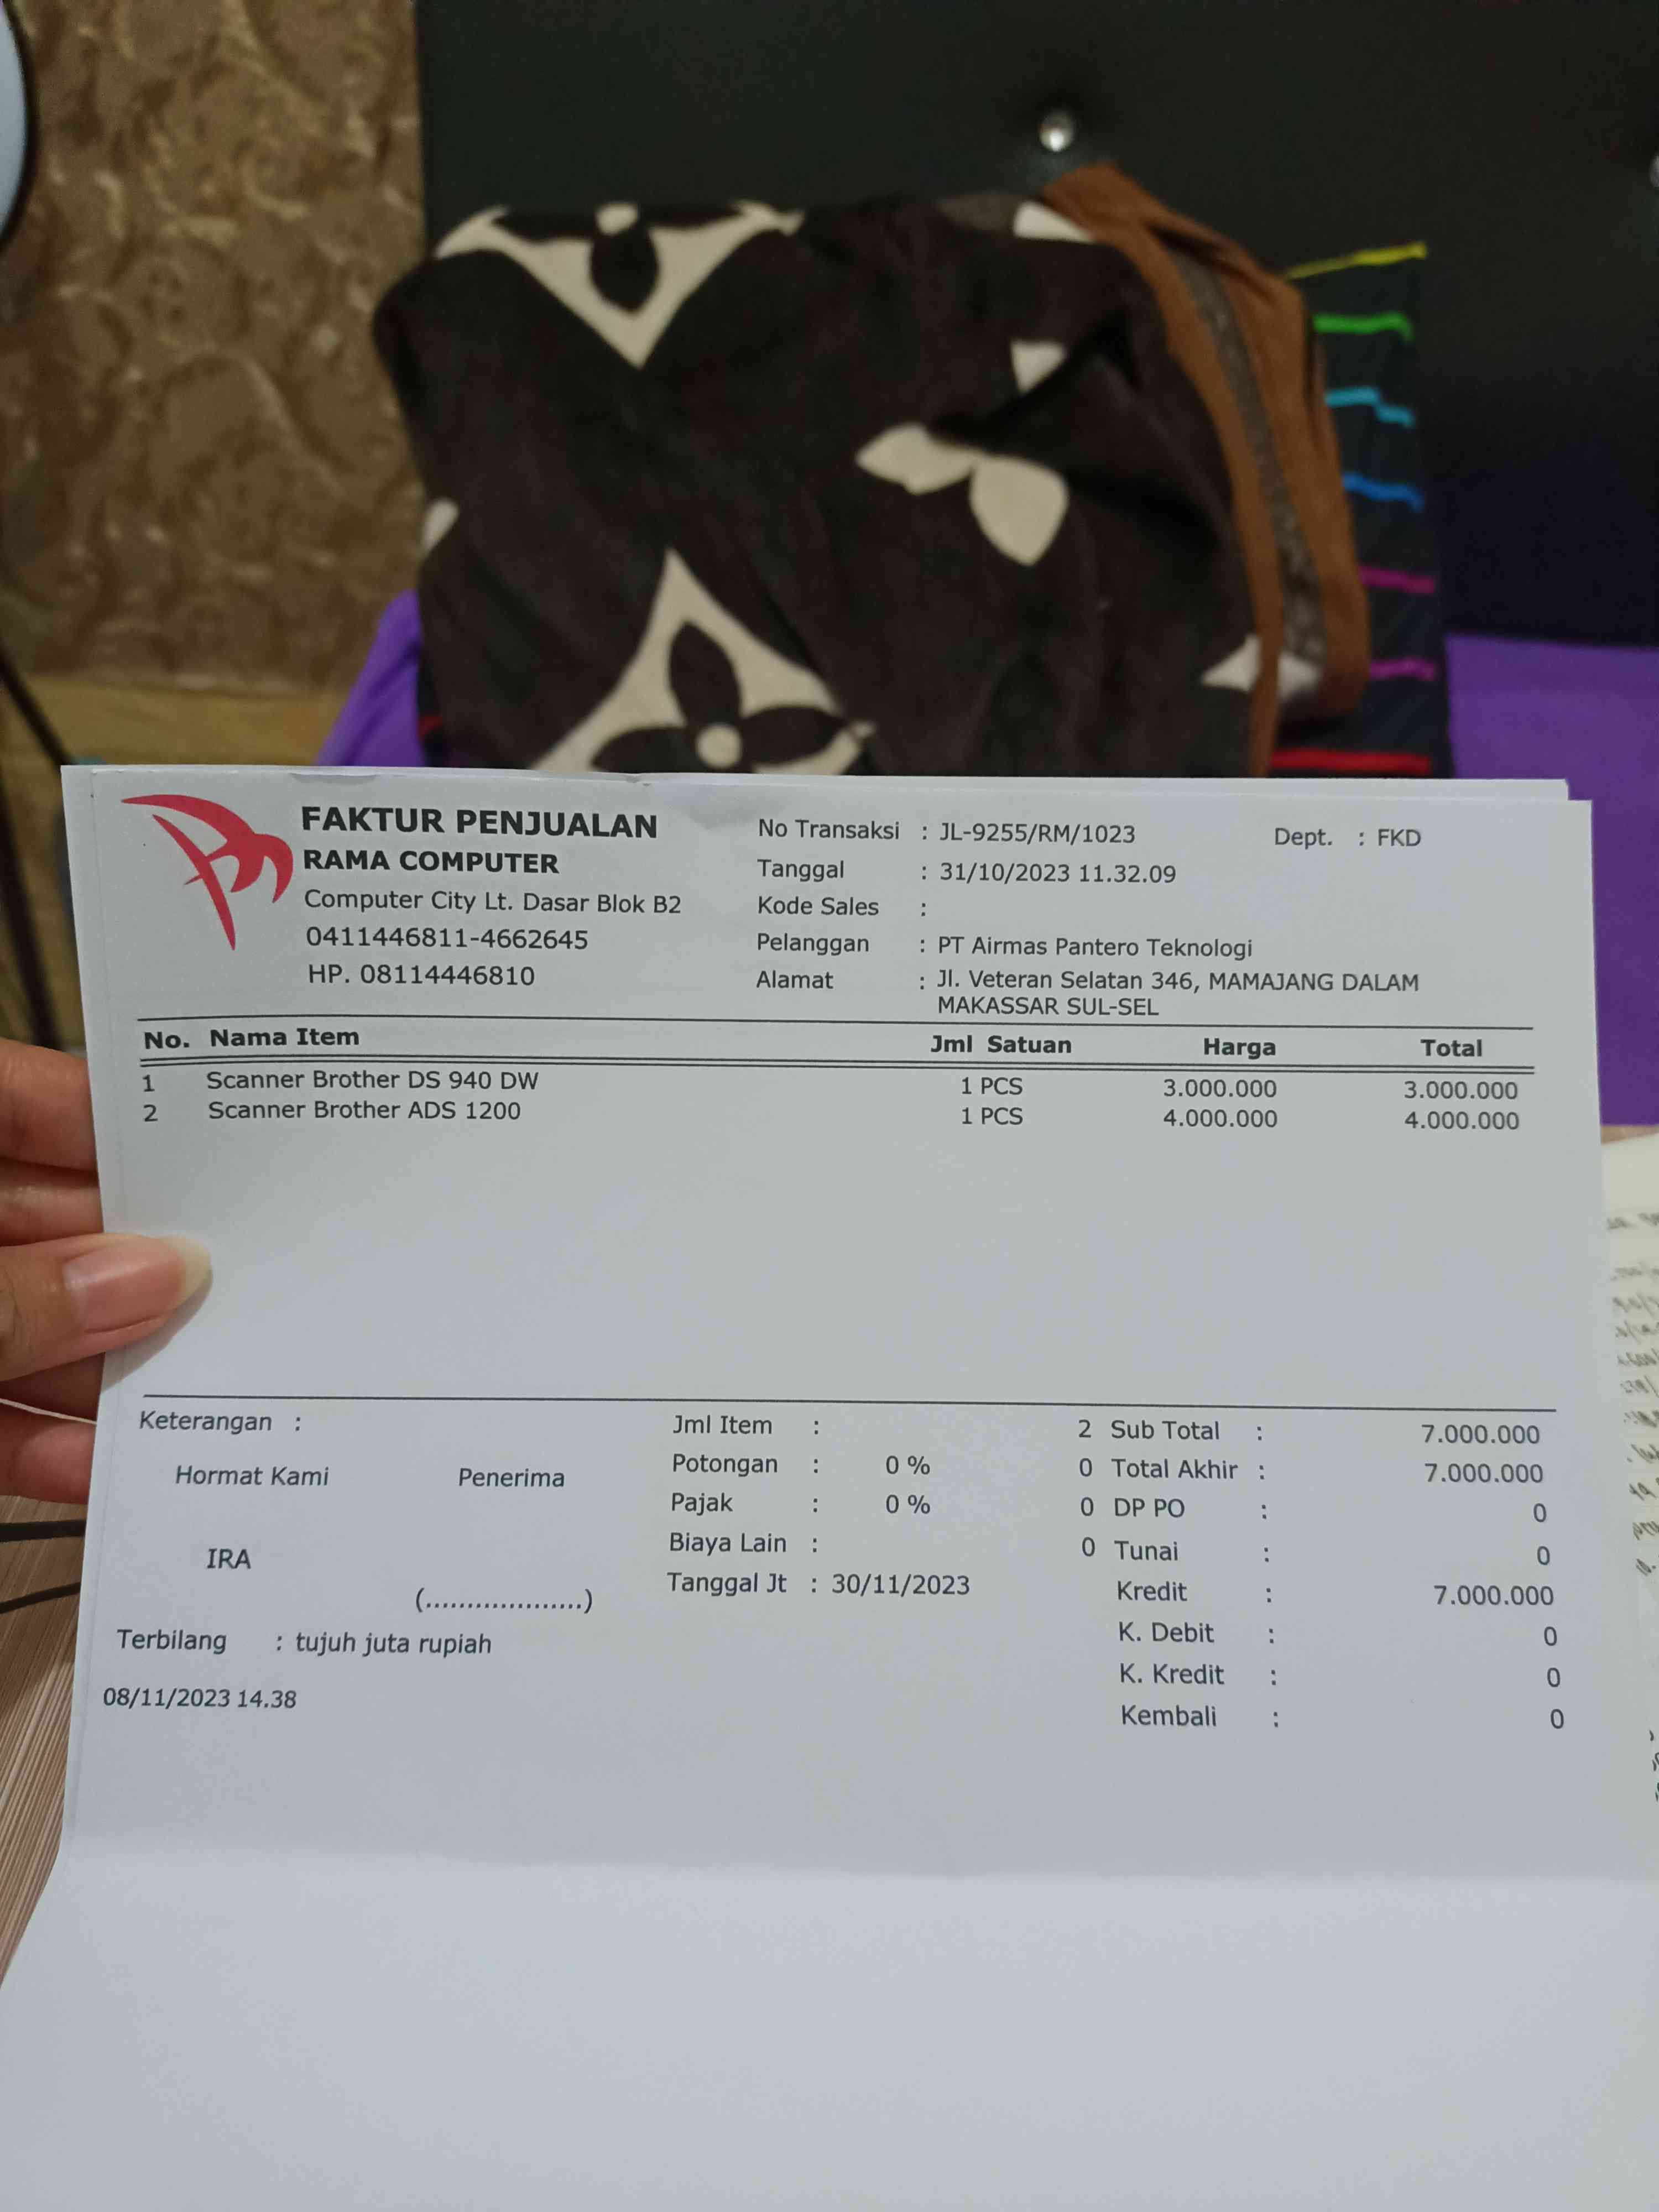 FAKTUR PENJUALAN
RAMA COMPUTER
Computer City Lt. Dasar Blok B2
0411446811-4662645
HP. 08114446810
No Transaksi : JL-9255/RM/1023 Dept. : FKD
Tanggal : 31/10/2023 11.32.09
Kode Sales :
Pelanggan : PT Airmas Pantero Teknologi
Alamat : Jl. Veteran Selatan 346, MAMAJANG DALAM
MAKASSAR SUL-SEL
No. Nama Item Jml Satuan Harga Total
1 Scanner Brother DS 940 DW 1 PCS 3.000.000 3.000.000
2 Scanner Brother ADS 1200 1 PCS 4.000.000 4.000.000
Keterangan :
Hormat Kami Penerima
IRA
(...................)
Terbilang : tujuh juta rupiah
08/11/2023 14.38
Jml Item : 2
Potongan : 0 % 0
Pajak : 0 % 0
Biaya Lain : 0
Tanggal Jt : 30/11/2023
Sub Total : 7.000.000
Total Akhir : 7.000.000
DP PO : 0
Tunai : 0
Kredit : 7.000.000
K. Debit : 0
K. Kredit : 0
Kembali : 0